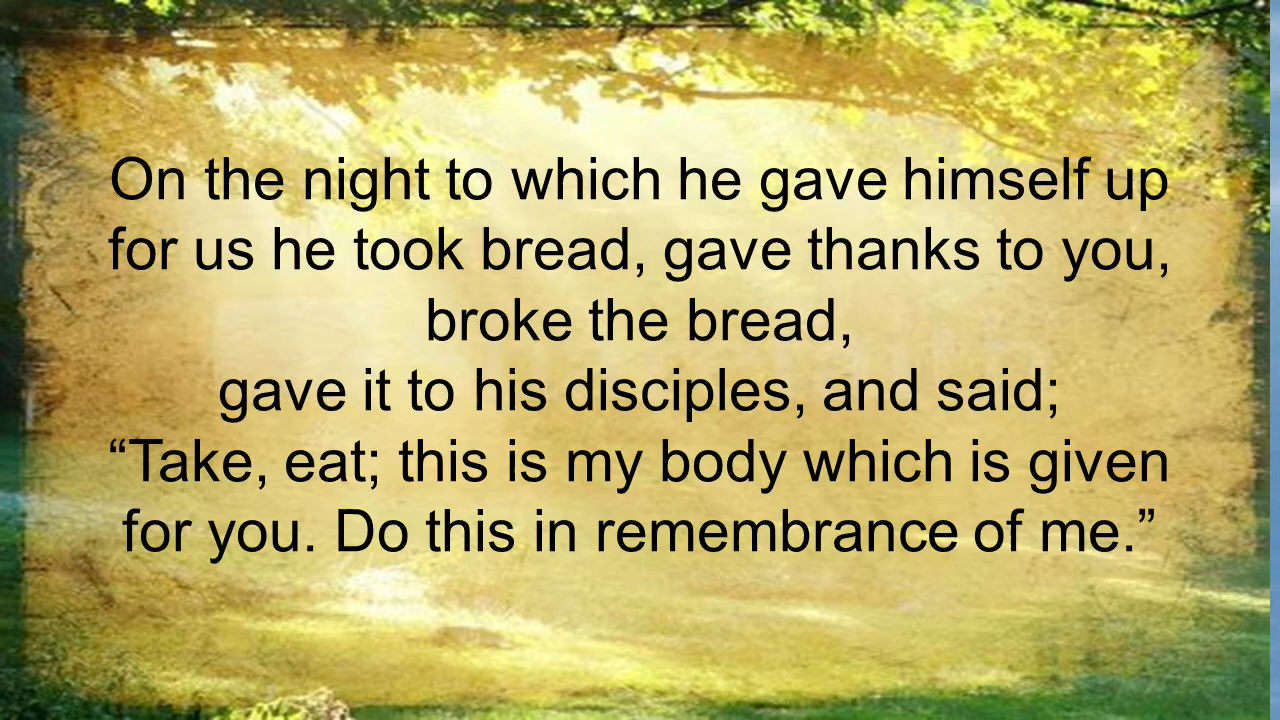 On the night to which he gave himself up
for us he took bread, gave thanks to you,
broke the bread,
gave it to his disciples, and said;
“Take, eat; this is my body which is given
for you. Do this in remembrance of me.”